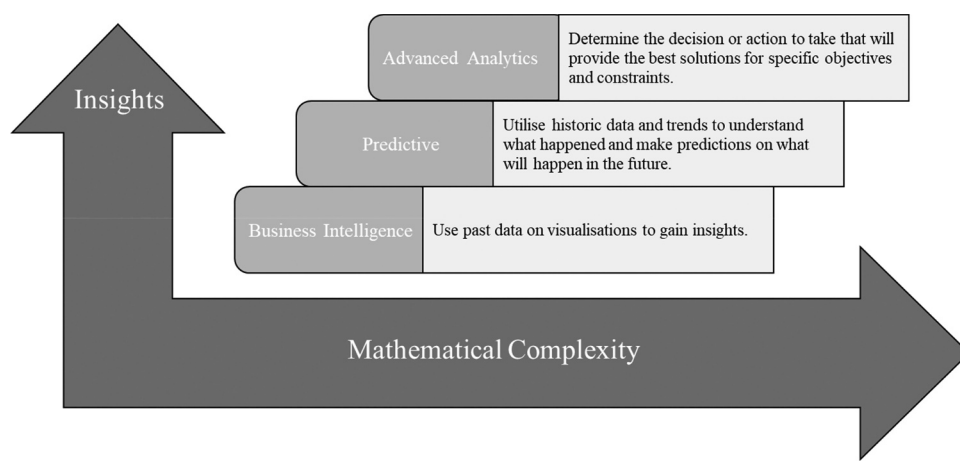 Insights
Advanced Analytics
Determine the decision or action to take that will
provide the best solutions for specific objectives
and constraints.
Predictive
Utilise historic data and trends to understand
what happened and make predictions on what
will happen in the future.
Business Intelligence
Use past data on visualisations to gain insights.
Mathematical Complexity